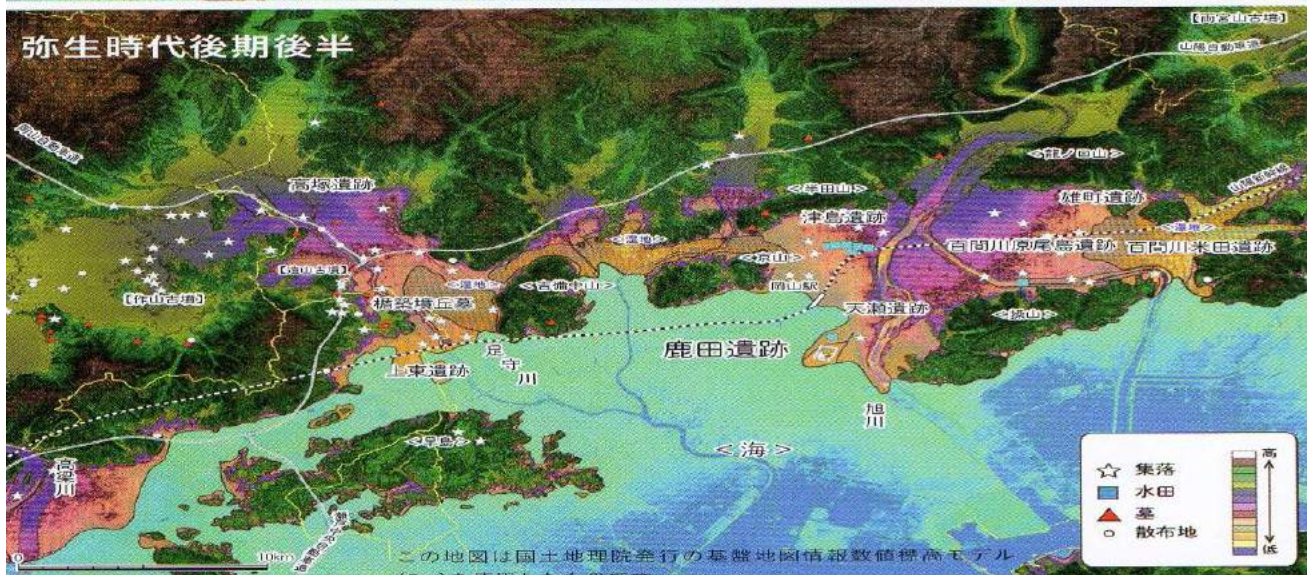 弥生時代後期後半
【両宮山古墳】
山陽自動車道
岡山自動車道
高塚遺跡
<龍ノ口山>
<半田山>
津島遺跡
雄町遺跡
山陽新幹線
<湿地>
<湿地>
百間川原尾島遺跡
百間川米田遺跡
【造山古墳】
<京山>
【作山古墳】
<湿地>
<吉備中山>
岡山駅
楯築墳丘墓
天瀬遺跡
<操山>
鹿田遺跡
上東遺跡
足守川
旭川
<早島>
<海>
高梁川
高
☆ 集落
水田
墓
○ 散布地
低
0
10km
この地図は国土地理院発行の基盤地図情報数値標高モデル